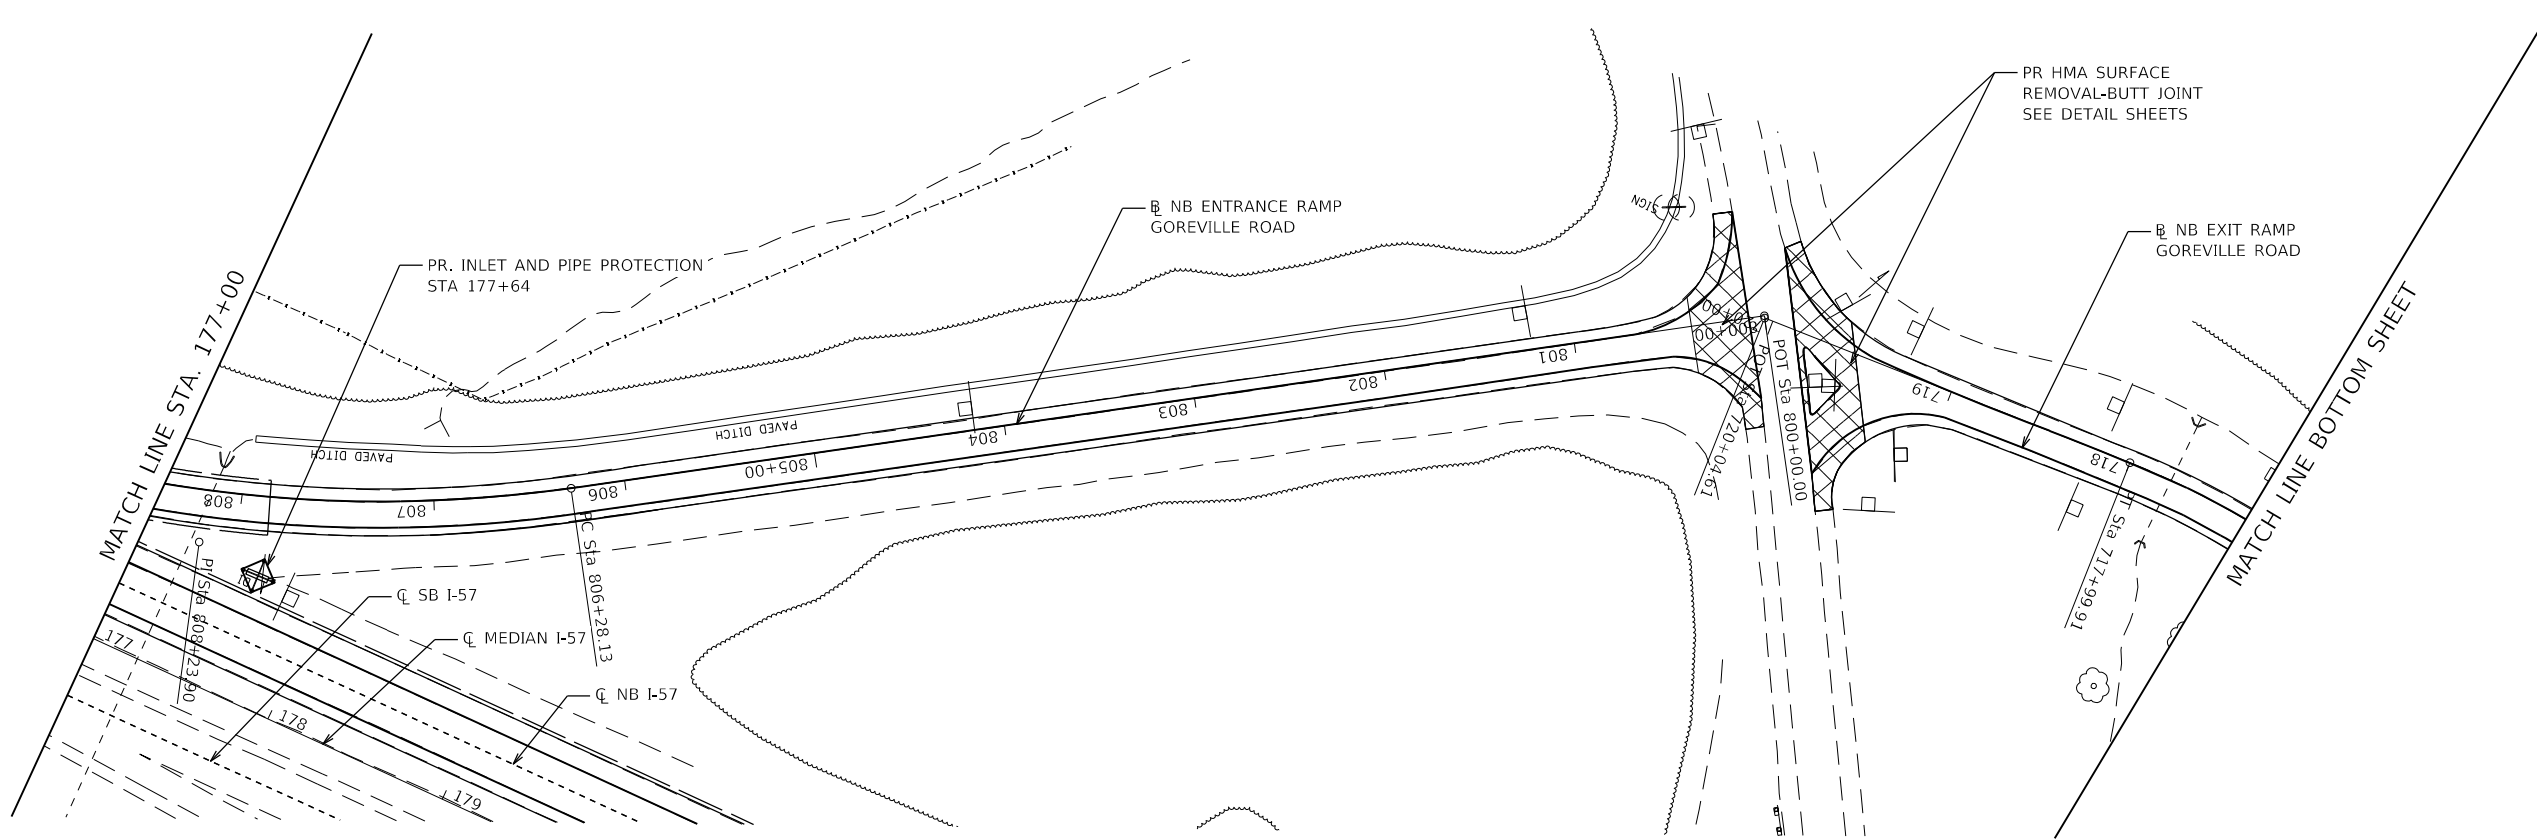 MATCH LINE STA. 177+00
PR. INLET AND PIPE PROTECTION
STA 177+64
℄ SB I-57
℄ MEDIAN I-57
℄ NB I-57
177
178
179
PAVED DITCH
PAVED DITCH
808
807
806
805+00
804
803
802
801
PI Sta 808+23.90
PC Sta 806+28.13
NB ENTRANCE RAMP
GOREVILLE ROAD
SIGN
PR HMA SURFACE
REMOVAL-BUTT JOINT
SEE DETAIL SHEETS
800+00
POT Sta 720+04.61
POT Sta 800+00.00
NB EXIT RAMP
GOREVILLE ROAD
719
718
PT Sta 717+99.91
MATCH LINE BOTTOM SHEET